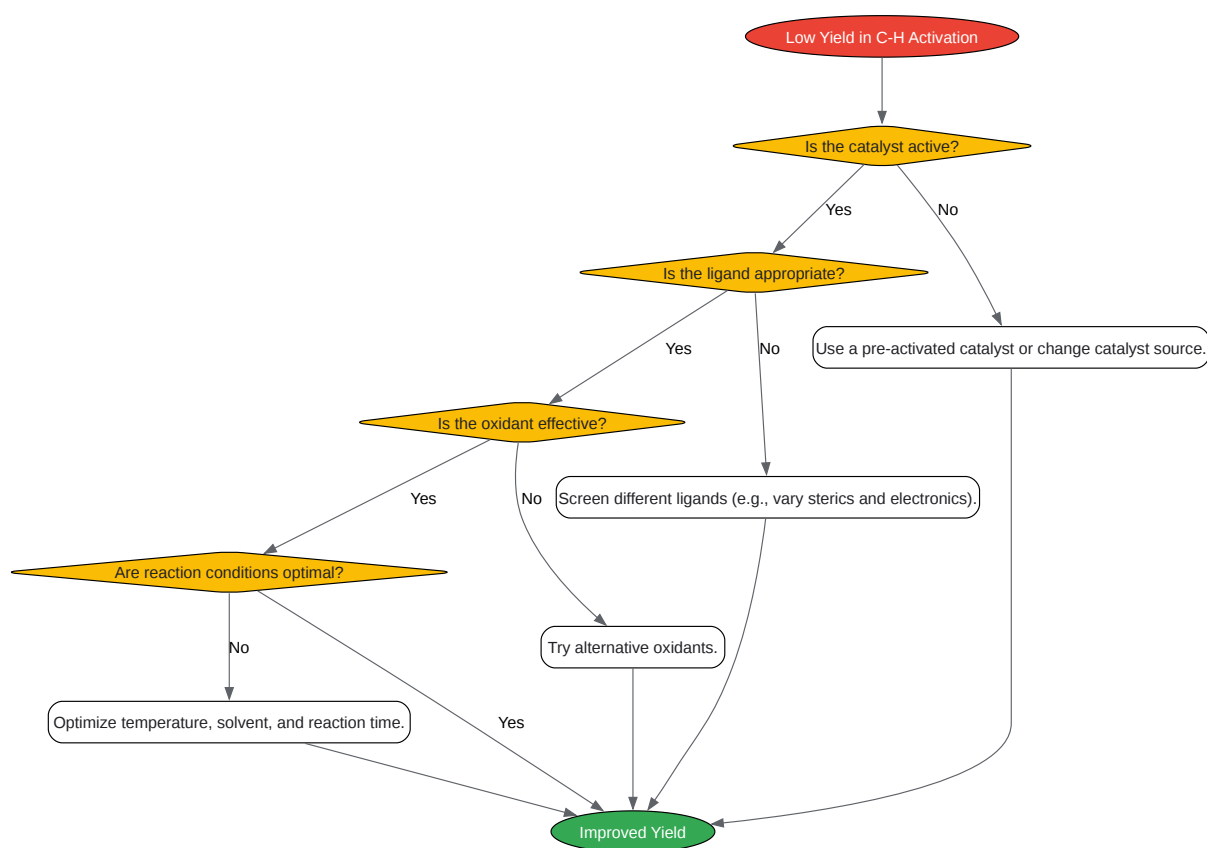 Low Yield in C-H Activation
Is the catalyst active?
Yes
No
Is the ligand appropriate?
Use a pre-activated catalyst or change catalyst source.
Yes
No
Is the oxidant effective?
Yes
No
Screen different ligands (e.g., vary sterics and electronics).
Are reaction conditions optimal?
No
Try alternative oxidants.
Optimize temperature, solvent, and reaction time.
Yes
Improved Yield